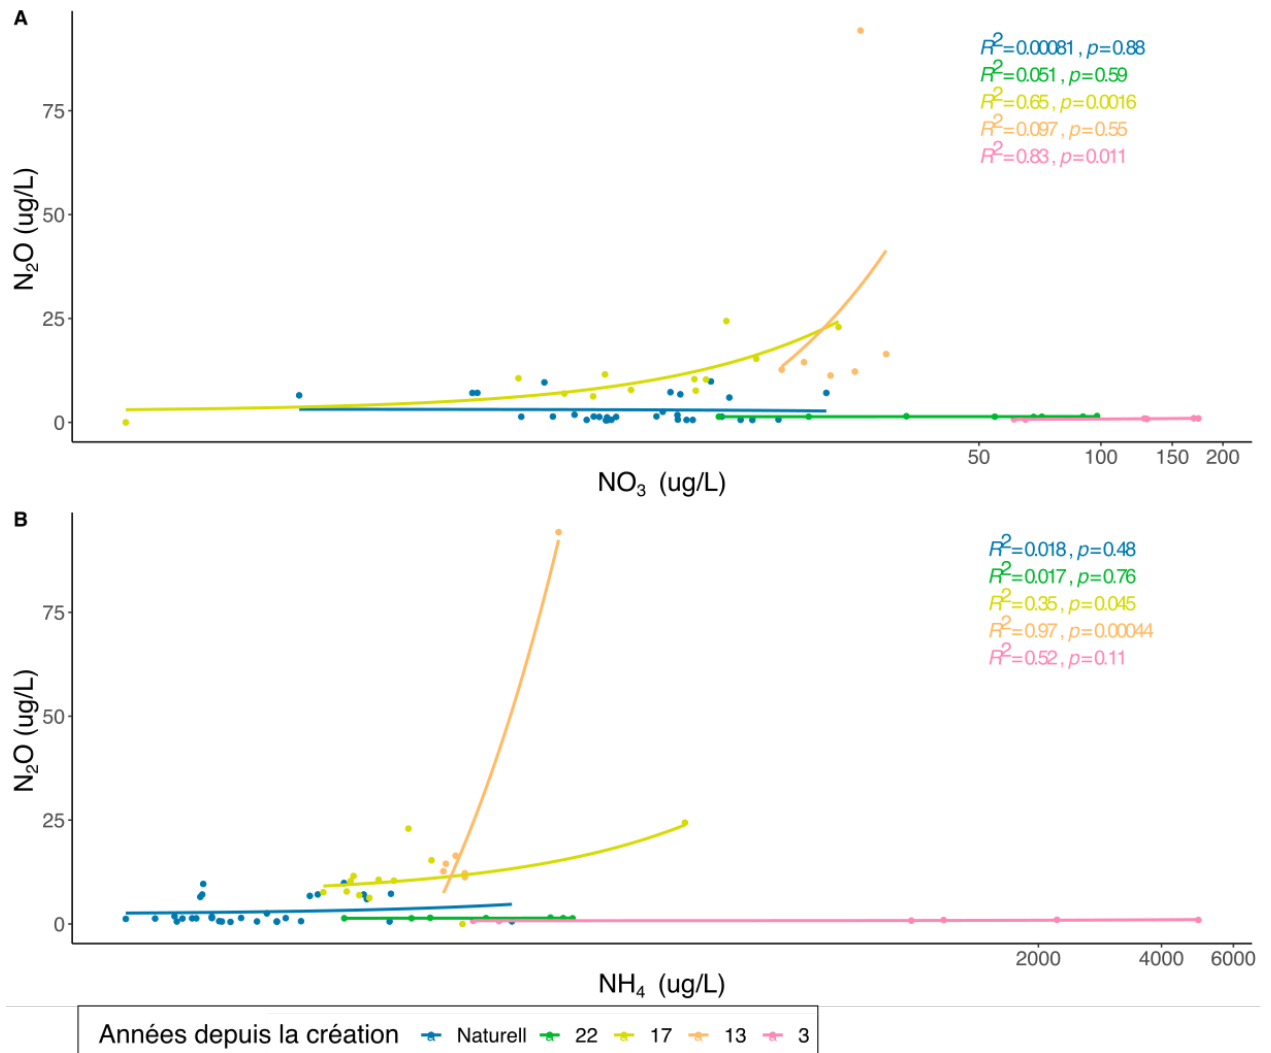 A
R²=0.00081 , p=0.88
R²=0.051 , p=0.59
R²=0.65 , p=0.0016
R²=0.097 , p=0.55
R²=0.83 , p=0.011
75
50
25
0
N₂O (ug/L)
50 100 150 200
NO₃ (ug/L)
B
R²=0.018 , p=0.48
R²=0.017 , p=0.76
R²=0.35 , p=0.045
R²=0.97 , p=0.00044
R²=0.52 , p=0.11
75
50
25
0
N₂O (ug/L)
2000 4000 6000
NH₄ (ug/L)
Années depuis la création a Naturell a 22 a 17 a 13 a 3